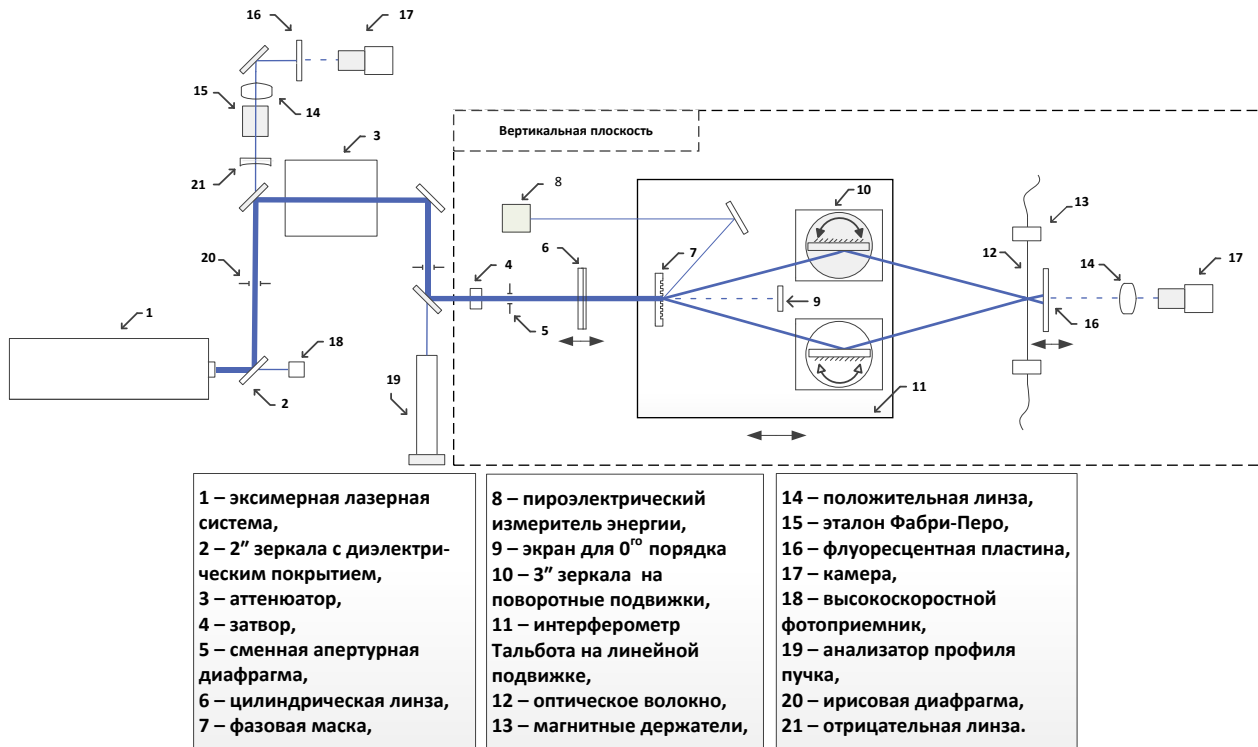 16
17
15
14
3
21
Вертикальная плоскость
8
10
13
6
7
12
14
17
20
4
9
16
5
1
18
19
11
2
1 – эксимерная лазерная
система,
2 – 2” зеркала с диэлектри-
ческим покрытием,
3 – аттенюатор,
4 – затвор,
5 – сменная апертурная
диафрагма,
6 – цилиндрическая линза,
7 – фазовая маска,
8 – пироэлектрический
измеритель энергии,
9 – экран для 0го порядка
10 – 3” зеркала на
поворотные подвижки,
11 – интерферометр
Тальбота на линейной
подвижке,
12 – оптическое волокно,
13 – магнитные держатели,
14 – положительная линза,
15 – эталон Фабри-Перо,
16 – флуоресцентная пластина,
17 – камера,
18 – высокоскоростной
фотоприемник,
19 – анализатор профиля
пучка,
20 – ирисовая диафрагма,
21 – отрицательная линза.